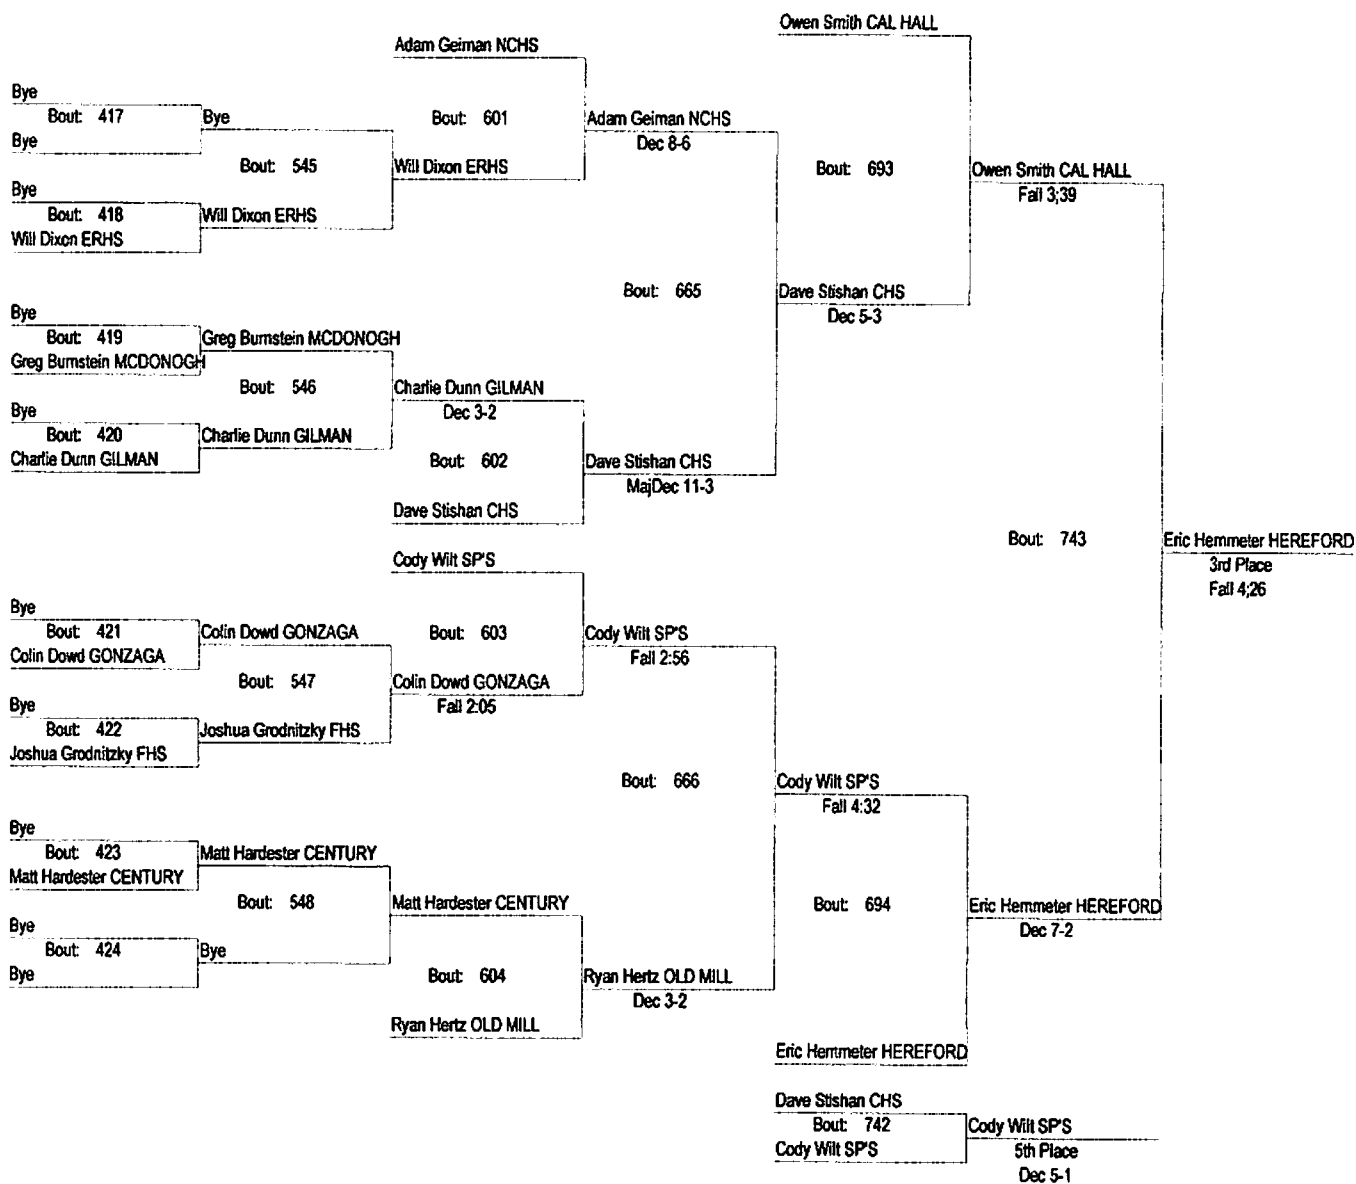 Owen Smith CAL HALL
Adam Geiman NCHS
Bye
Bout: 417
Bye
Bye
Bout: 601
Adam Geiman NCHS
Dec 8-6
Bout: 545
Will Dixon ERHS
Bout: 693
Owen Smith CAL HALL
Fall 3;39
Bye
Bout: 418
Will Dixon ERHS
Will Dixon ERHS
Bout: 665
Dave Stishan CHS
Dec 5-3
Bye
Bout: 419
Greg Burnstein MCDONOGH
Greg Burnstein MCDONOGH
Bout: 546
Charlie Dunn GILMAN
Dec 3-2
Bye
Bout: 420
Charlie Dunn GILMAN
Charlie Dunn GILMAN
Bout: 602
Dave Stishan CHS
MajDec 11-3
Dave Stishan CHS
Bout: 743
Eric Hemmeter HEREFORD
3rd Place
Fall 4;26
Cody Wilt SP'S
Bye
Bout: 421
Colin Dowd GONZAGA
Colin Dowd GONZAGA
Bout: 603
Cody Wilt SP'S
Fall 2:56
Bout: 547
Colin Dowd GONZAGA
Fall 2:05
Bye
Bout: 422
Joshua Grodnitzky FHS
Joshua Grodnitzky FHS
Bout: 666
Cody Wilt SP'S
Fall 4:32
Bye
Bout: 423
Matt Hardester CENTURY
Matt Hardester CENTURY
Bout: 548
Matt Hardester CENTURY
Bout: 694
Eric Hemmeter HEREFORD
Dec 7-2
Bye
Bout: 424
Bye
Bye
Bout: 604
Ryan Hertz OLD MILL
Dec 3-2
Ryan Hertz OLD MILL
Eric Hemmeter HEREFORD
Dave Stishan CHS
Bout: 742
Cody Wilt SP'S
Cody Wilt SP'S
5th Place
Dec 5-1